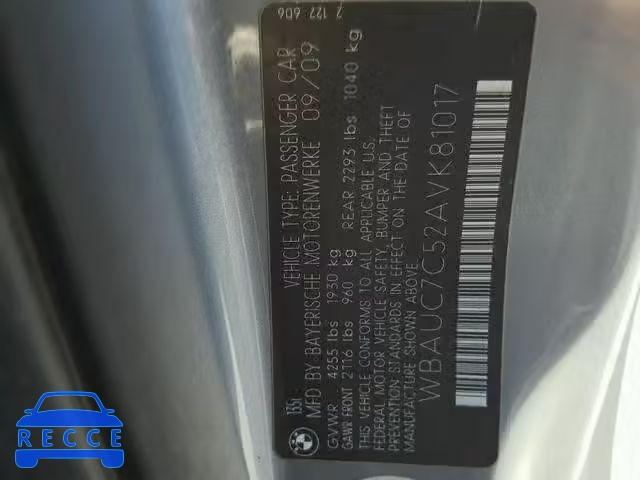 2 122 606
VEHICLE TYPE: PASSENGER CAR
MFD BY BAYERISCHE MOTORENWERKE 09/09
135i
GVWR 4255 lbs 1930 kg
GAWR FRONT 2116 lbs 960 kg REAR 2293 lbs 1040 kg
THIS VEHICLE CONFORMS TO ALL APPLICABLE U.S.
FEDERAL MOTOR VEHICLE SAFETY, BUMPER AND THEFT
PREVENTION STANDARDS IN EFFECT ON THE DATE OF
MANUFACTURE SHOWN ABOVE.
WBAUC7C52AVK81017
RECCE